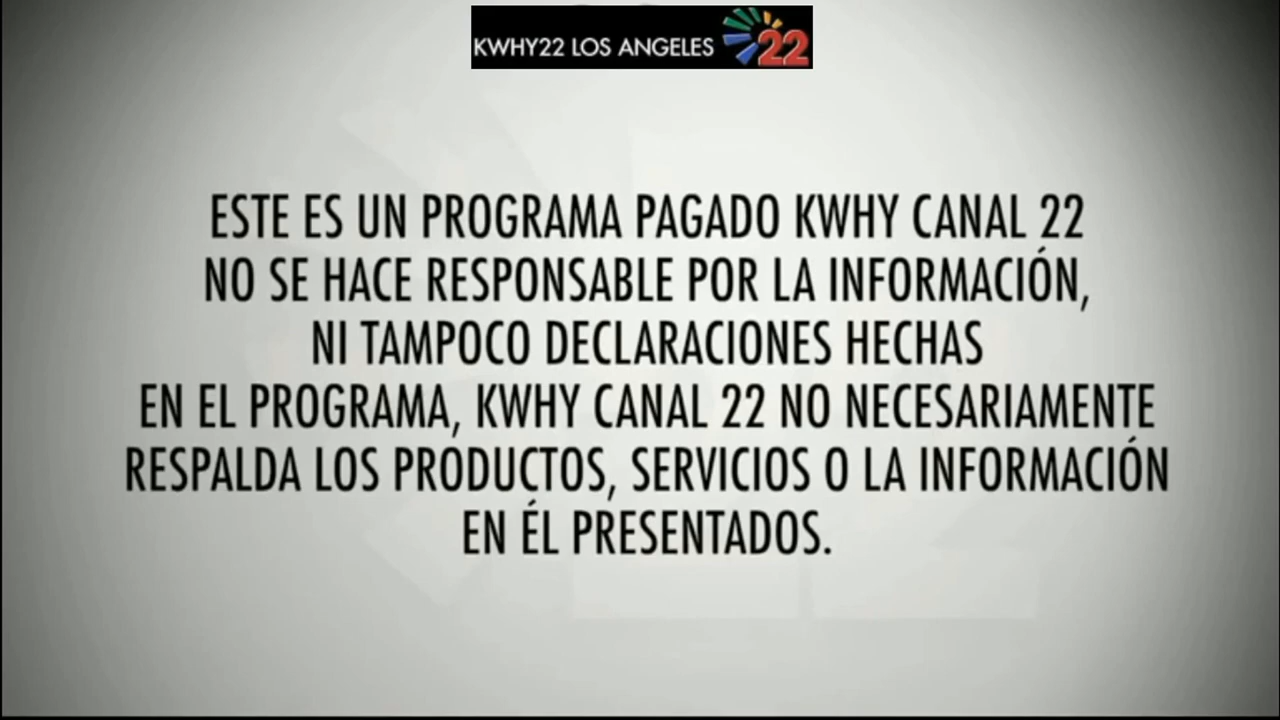 KWHY22 LOS ANGELES 22
ESTE ES UN PROGRAMA PAGADO KWHY CANAL 22
NO SE HACE RESPONSABLE POR LA INFORMACIÓN,
NI TAMPOCO DECLARACIONES HECHAS
EN EL PROGRAMA, KWHY CANAL 22 NO NECESARIAMENTE
RESPALDA LOS PRODUCTOS, SERVICIOS O LA INFORMACIÓN
EN ÉL PRESENTADOS.